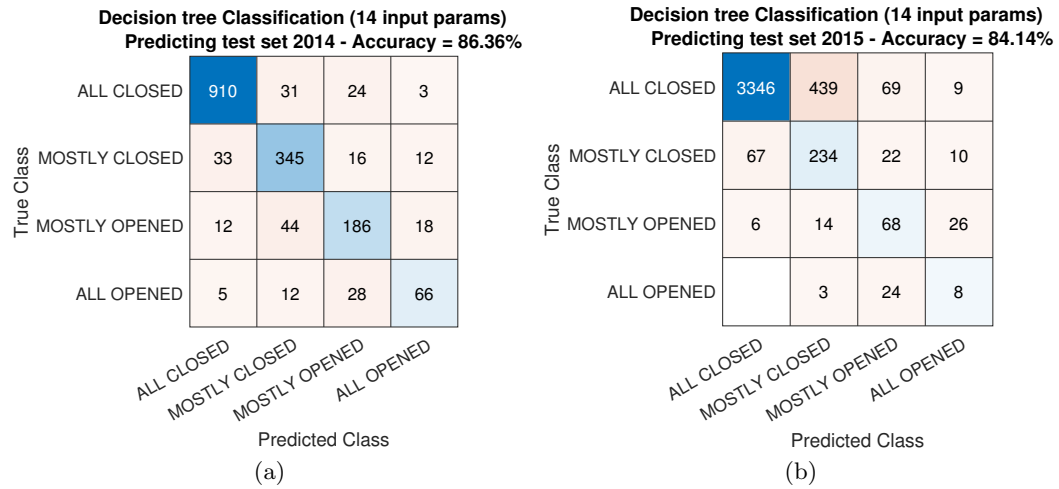 Decision tree Classification (14 input params)
Predicting test set 2014 - Accuracy = 86.36%
True Class
ALL CLOSED 910 31 24 3
MOSTLY CLOSED 33 345 16 12
MOSTLY OPENED 12 44 186 18
ALL OPENED 5 12 28 66
ALL CLOSED
MOSTLY CLOSED
MOSTLY OPENED
ALL OPENED
Predicted Class
(a)
Decision tree Classification (14 input params)
Predicting test set 2015 - Accuracy = 84.14%
True Class
ALL CLOSED 3346 439 69 9
MOSTLY CLOSED 67 234 22 10
MOSTLY OPENED 6 14 68 26
ALL OPENED 3 24 8
ALL CLOSED
MOSTLY CLOSED
MOSTLY OPENED
ALL OPENED
Predicted Class
(b)